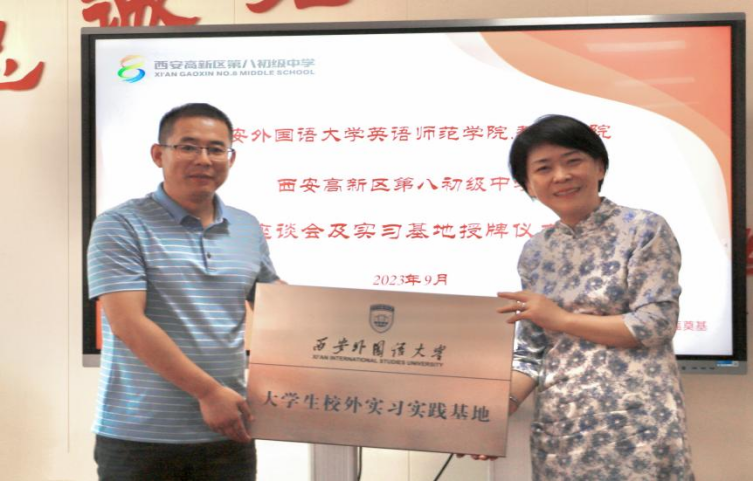 西安高新区第八初级中学
XI'AN GAOXIN NO.8 MIDDLE SCHOOL
安外国语大学英语师范学院 院
西安高新区第八初级中
座谈会及实习基地授牌仪
2023年9月
奠基
西安外国语大学
XI'AN INTERNATIONAL STUDIES UNIVERSITY
大学生校外实习实践基地